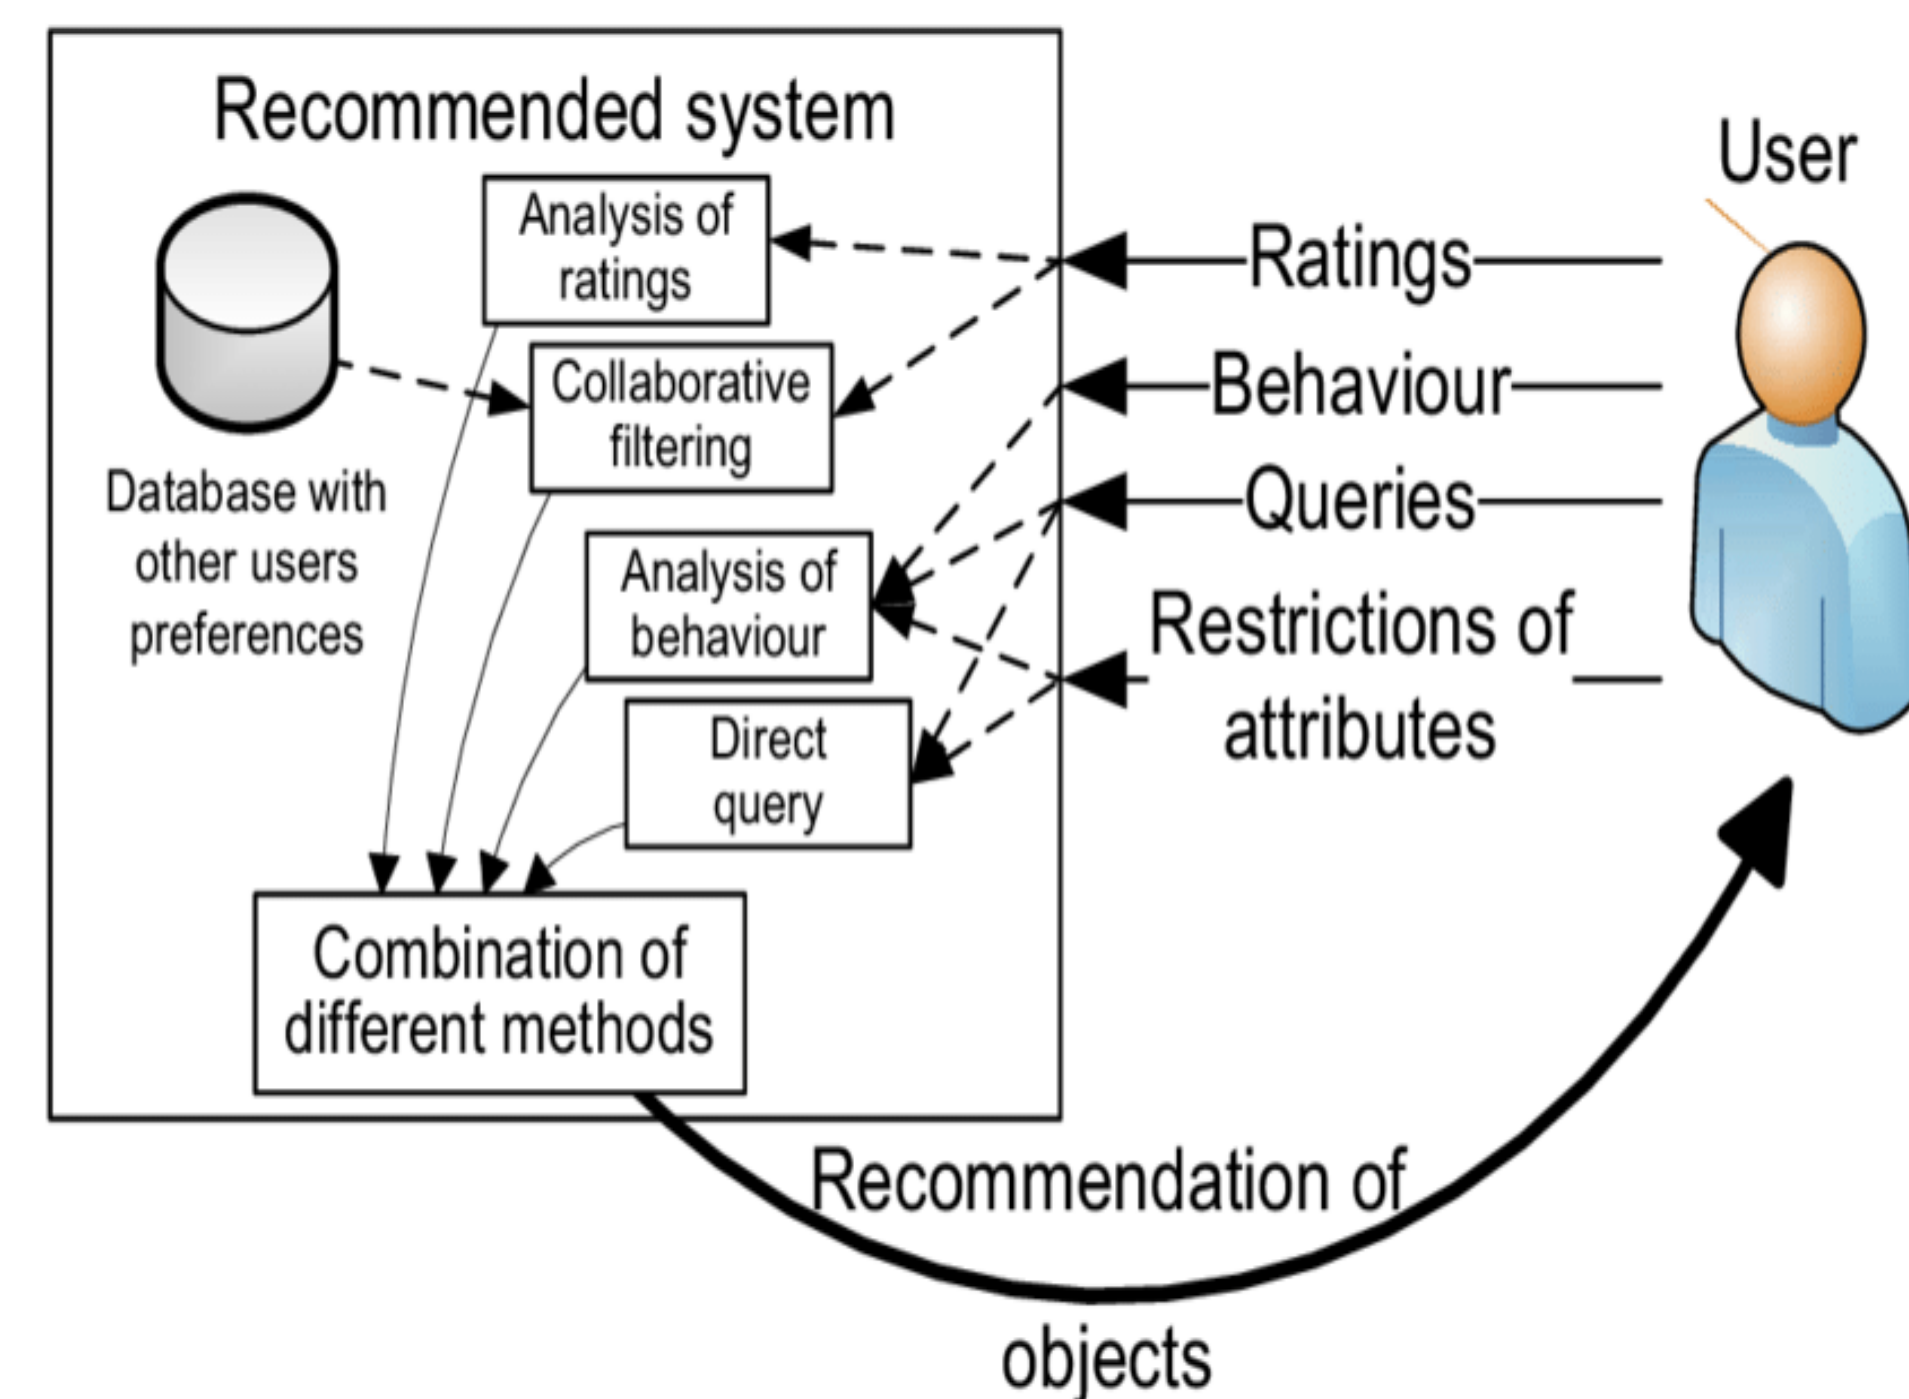 Recommended system
User
Analysis of
ratings
Ratings
Collaborative
filtering
Behaviour
Database with
other users
preferences
Queries
Analysis of
behaviour
Restrictions of
attributes
Direct
query
Combination of
different methods
Recommendation of
objects